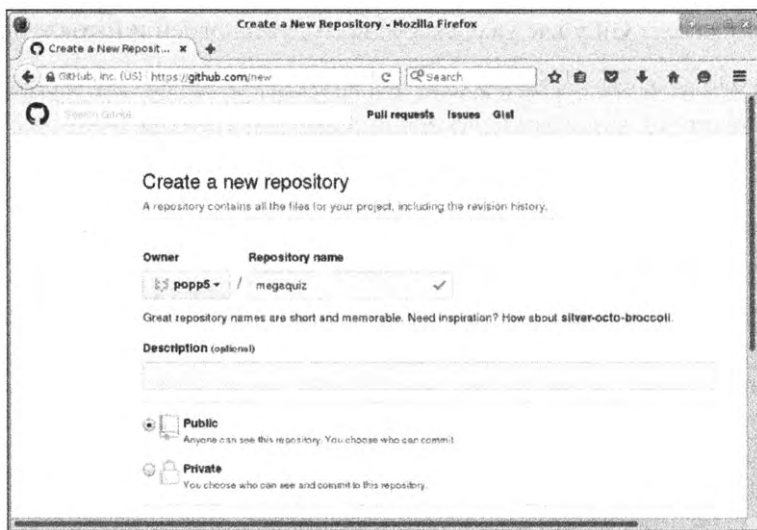 Create a New Repository - Mozilla Firefox
Create a New Reposit... ×
GitHub, Inc. (US) https://github.com/new
Search
Search GitHub
Pull requests Issues Gist
Create a new repository
A repository contains all the files for your project, including the revision history.
Owner Repository name
popp5 / megaquiz
Great repository names are short and memorable. Need inspiration? How about silver-octo-broccoli.
Description (optional)
Public
Anyone can see this repository. You choose who can commit.
Private
You choose who can see and commit to this repository.